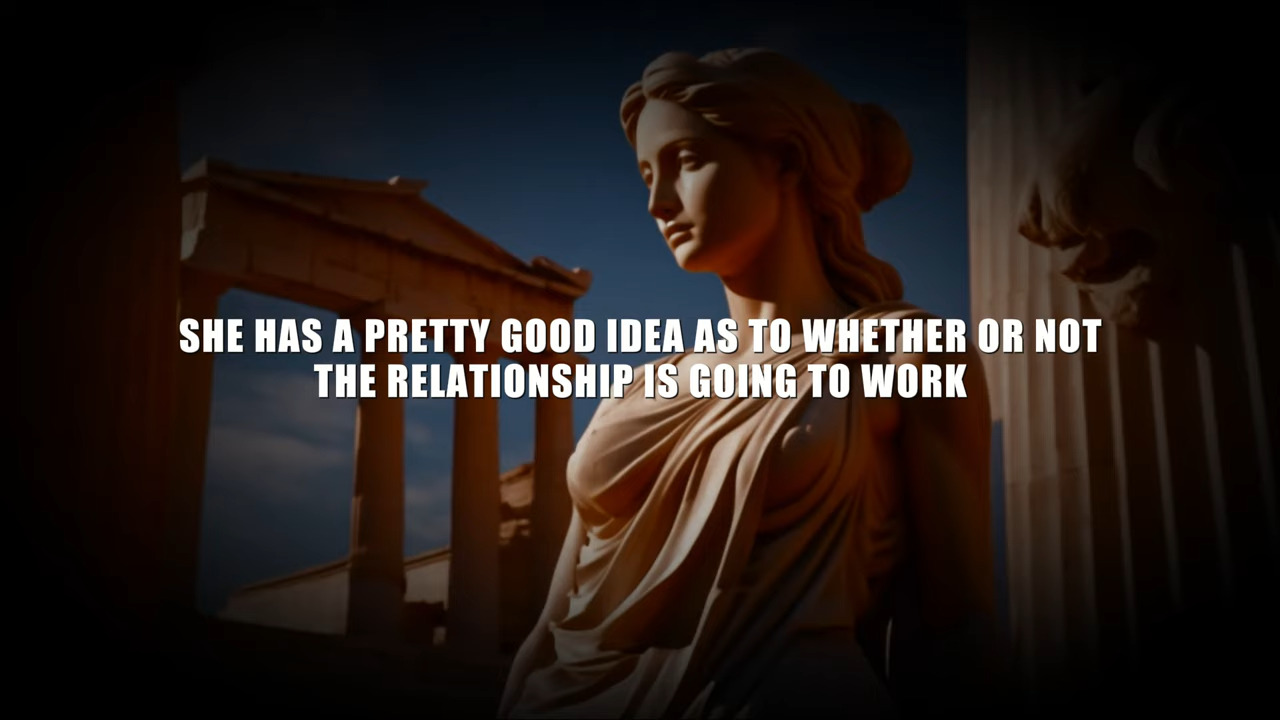 SHE HAS A PRETTY GOOD IDEA AS TO WHETHER OR NOT
THE RELATIONSHIP IS GOING TO WORK